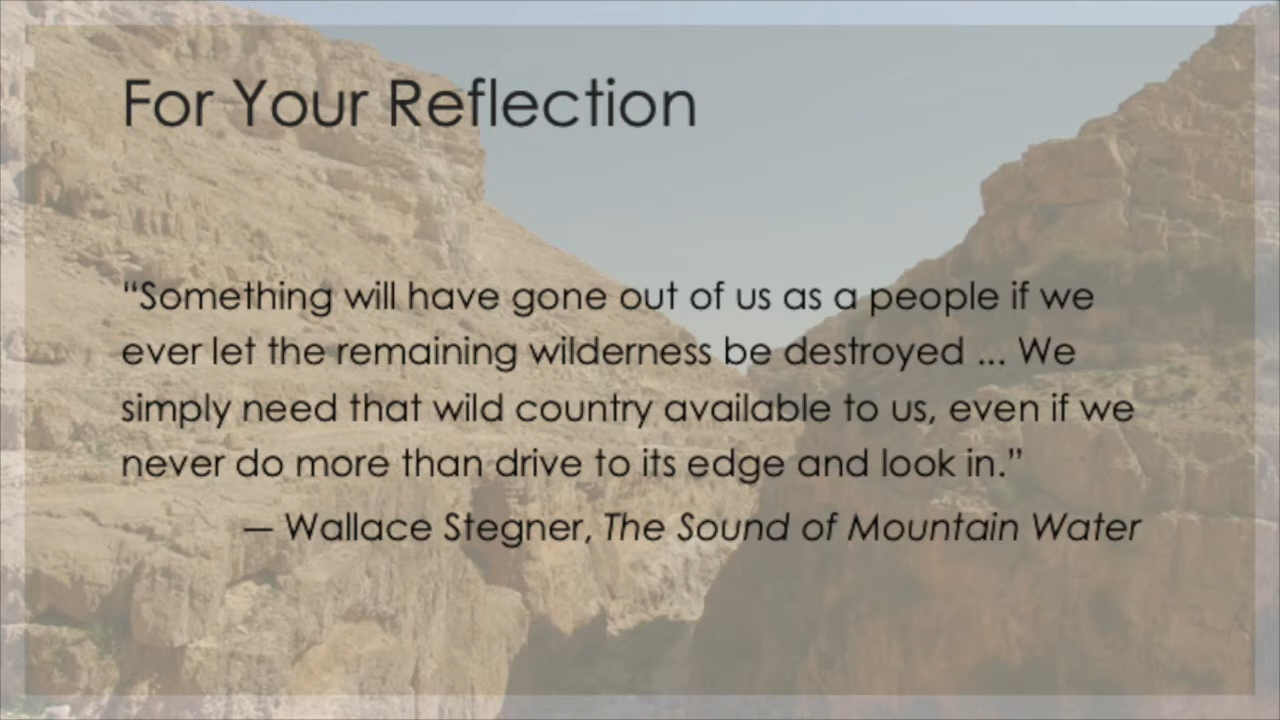 For Your Reflection
“Something will have gone out of us as a people if we
ever let the remaining wilderness be destroyed ... We
simply need that wild country available to us, even if we
never do more than drive to its edge and look in.”
— Wallace Stegner, The Sound of Mountain Water